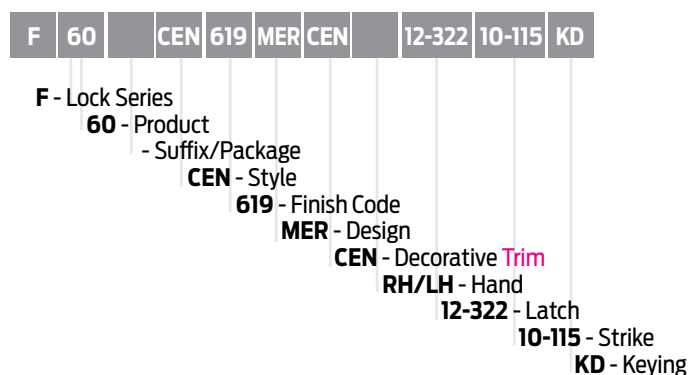 F 60 CEN 619 MER CEN 12-322 10-115 KD
F - Lock Series
60 - Product
- Suffix/Package
CEN - Style
619 - Finish Code
MER - Design
CEN - Decorative Trim
RH/LH - Hand
12-322 - Latch
10-115 - Strike
KD - Keying